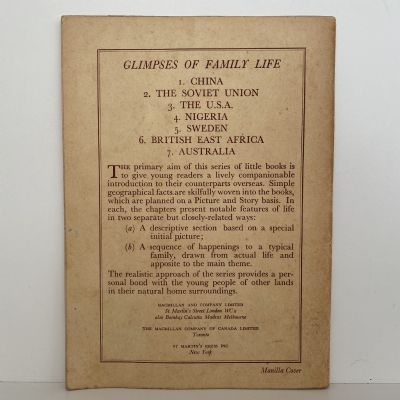 GLIMPSES OF FAMILY LIFE
1. CHINA
2. THE SOVIET UNION
3. THE U.S.A.
4. NIGERIA
5. SWEDEN
6. BRITISH EAST AFRICA
7. AUSTRALIA
THE primary aim of this series of little books is
to give young readers a lively companionable
introduction to their counterparts overseas. Simple
geographical facts are skilfully woven into the books,
which are planned on a Picture and Story basis. In
each, the chapters present notable features of life
in two separate but closely-related ways:
(a) A descriptive section based on a special
initial picture;
(b) A sequence of happenings to a typical
family, drawn from actual life and
apposite to the main theme.
The realistic approach of the series provides a per-
sonal bond with the young people of other lands
in their natural home surroundings.
MACMILLAN AND COMPANY LIMITED
St Martin's Street London WC2
also Bombay Calcutta Madras Melbourne
THE MACMILLAN COMPANY OF CANADA LIMITED
Toronto
ST MARTIN'S PRESS INC
New York
Manilla Cover